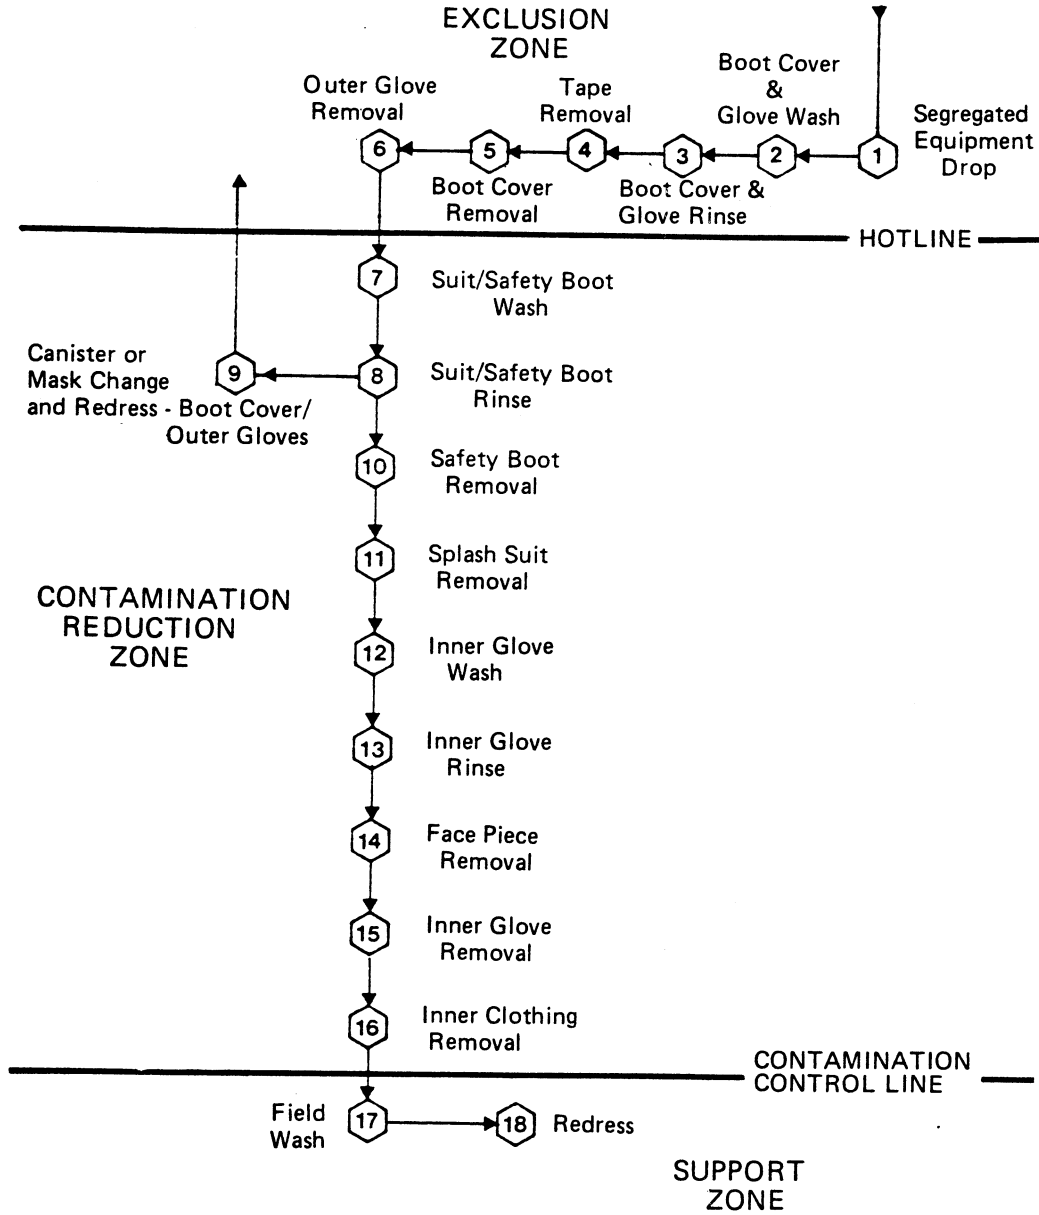 EXCLUSION
ZONE
Outer Glove
Removal
Tape
Removal
Boot Cover
&
Glove Wash
Segregated
Equipment
Drop
6
5
4
3
2
1
Boot Cover
Removal
Boot Cover &
Glove Rinse
HOTLINE
7
Suit/Safety Boot
Wash
Canister or
Mask Change
and Redress - Boot Cover/
Outer Gloves
9
8
Suit/Safety Boot
Rinse
10
Safety Boot
Removal
11
Splash Suit
Removal
CONTAMINATION
REDUCTION
ZONE
12
Inner Glove
Wash
13
Inner Glove
Rinse
14
Face Piece
Removal
15
Inner Glove
Removal
16
Inner Clothing
Removal
CONTAMINATION
CONTROL LINE
Field
Wash
17
18
Redress
SUPPORT
ZONE